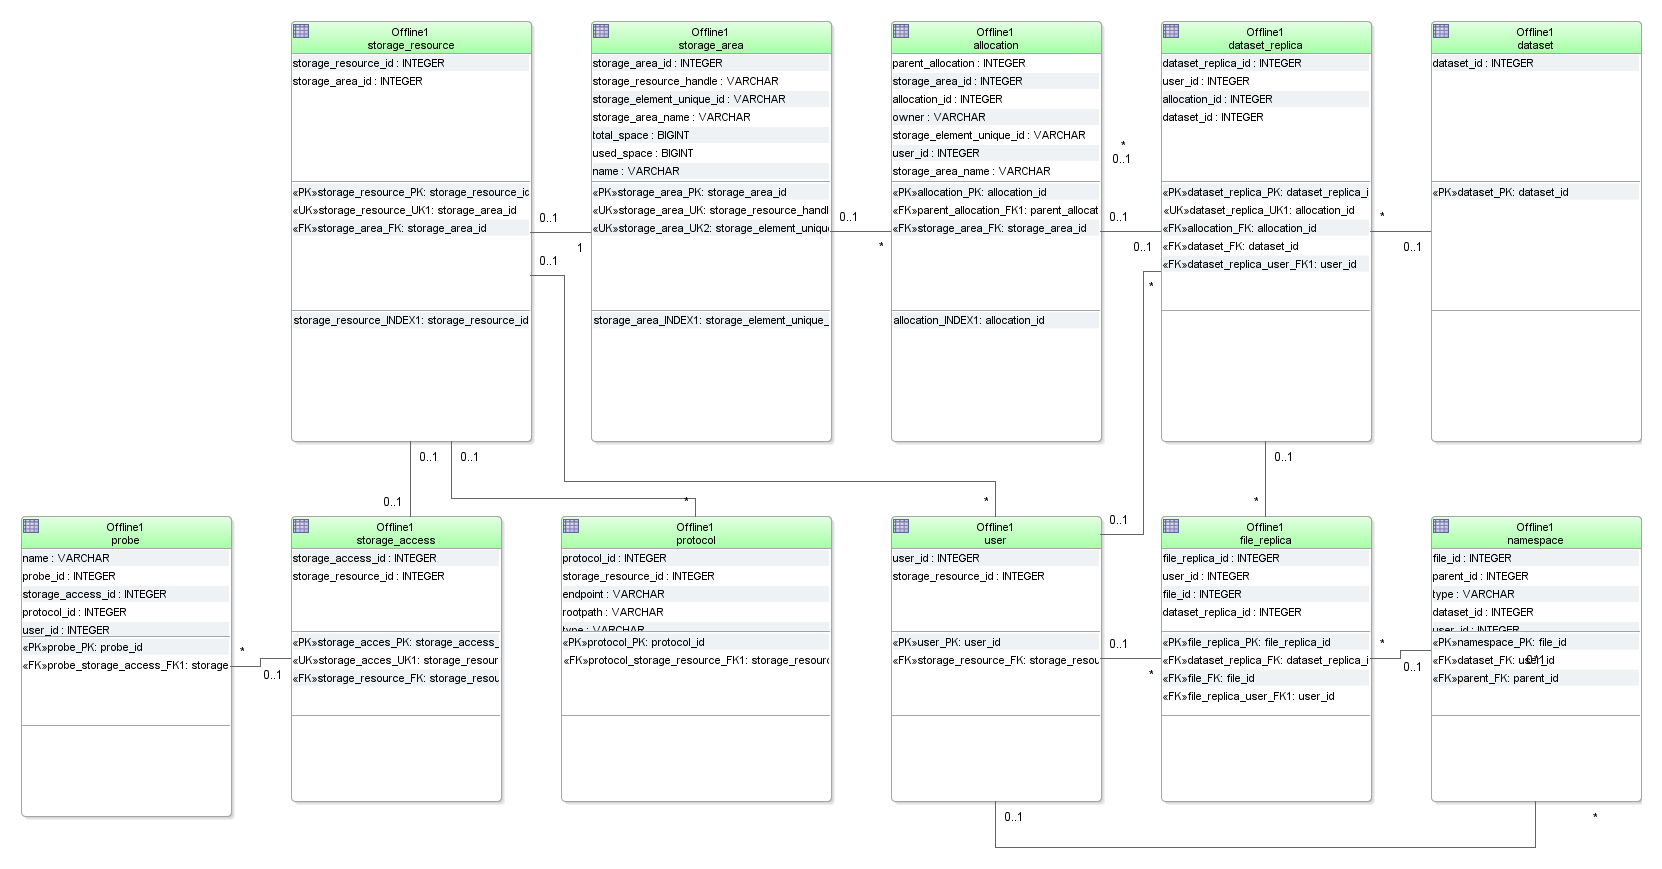 Offline1
storage_resource
storage_resource_id : INTEGER
storage_area_id : INTEGER
«PK»storage_resource_PK: storage_resource_id
«UK»storage_resource_UK1: storage_area_id
«FK»storage_area_FK: storage_area_id
storage_resource_INDEX1: storage_resource_id
0..1
1
0..1
Offline1
storage_area
storage_area_id : INTEGER
storage_resource_handle : VARCHAR
storage_element_unique_id : VARCHAR
storage_area_name : VARCHAR
total_space : BIGINT
used_space : BIGINT
name : VARCHAR
«PK»storage_area_PK: storage_area_id
«UK»storage_area_UK: storage_resource_handl
«UK»storage_area_UK2: storage_element_uniqu
storage_area_INDEX1: storage_element_unique_
0..1
*
Offline1
allocation
parent_allocation : INTEGER
storage_area_id : INTEGER
allocation_id : INTEGER
owner : VARCHAR
storage_element_unique_id : VARCHAR
user_id : INTEGER
storage_area_name : VARCHAR
«PK»allocation_PK: allocation_id
«FK»parent_allocation_FK1: parent_allocat
«FK»storage_area_FK: storage_area_id
allocation_INDEX1: allocation_id
*
0..1
0..1
0..1
*
Offline1
dataset_replica
dataset_replica_id : INTEGER
user_id : INTEGER
allocation_id : INTEGER
dataset_id : INTEGER
«PK»dataset_replica_PK: dataset_replica_i
«UK»dataset_replica_UK1: allocation_id
«FK»allocation_FK: allocation_id
«FK»dataset_FK: dataset_id
«FK»dataset_replica_user_FK1: user_id
*
0..1
Offline1
dataset
dataset_id : INTEGER
«PK»dataset_PK: dataset_id
0..1
0..1
0..1
*
*
0..1
0..1
*
Offline1
probe
name : VARCHAR
probe_id : INTEGER
storage_access_id : INTEGER
protocol_id : INTEGER
user_id : INTEGER
«PK»probe_PK: probe_id
«FK»probe_storage_access_FK1: storage
*
0..1
Offline1
storage_access
storage_access_id : INTEGER
storage_resource_id : INTEGER
«PK»storage_acces_PK: storage_access_
«UK»storage_acces_UK1: storage_resour
«FK»storage_resource_FK: storage_resou
Offline1
protocol
protocol_id : INTEGER
storage_resource_id : INTEGER
endpoint : VARCHAR
rootpath : VARCHAR
type : VARCHAR
«PK»protocol_PK: protocol_id
«FK»protocol_storage_resource_FK1: storage_resourc
Offline1
user
user_id : INTEGER
storage_resource_id : INTEGER
«PK»user_PK: user_id
«FK»storage_resource_FK: storage_resou
0..1
*
Offline1
file_replica
file_replica_id : INTEGER
user_id : INTEGER
file_id : INTEGER
dataset_replica_id : INTEGER
«PK»file_replica_PK: file_replica_id
«FK»dataset_replica_FK: dataset_replica_i
«FK»file_FK: file_id
«FK»file_replica_user_FK1: user_id
*
0..1
Offline1
namespace
file_id : INTEGER
parent_id : INTEGER
type : VARCHAR
dataset_id : INTEGER
user_id : INTEGER
«PK»namespace_PK: file_id
«FK»dataset_FK: user_id
«FK»parent_FK: parent_id
0..1
*